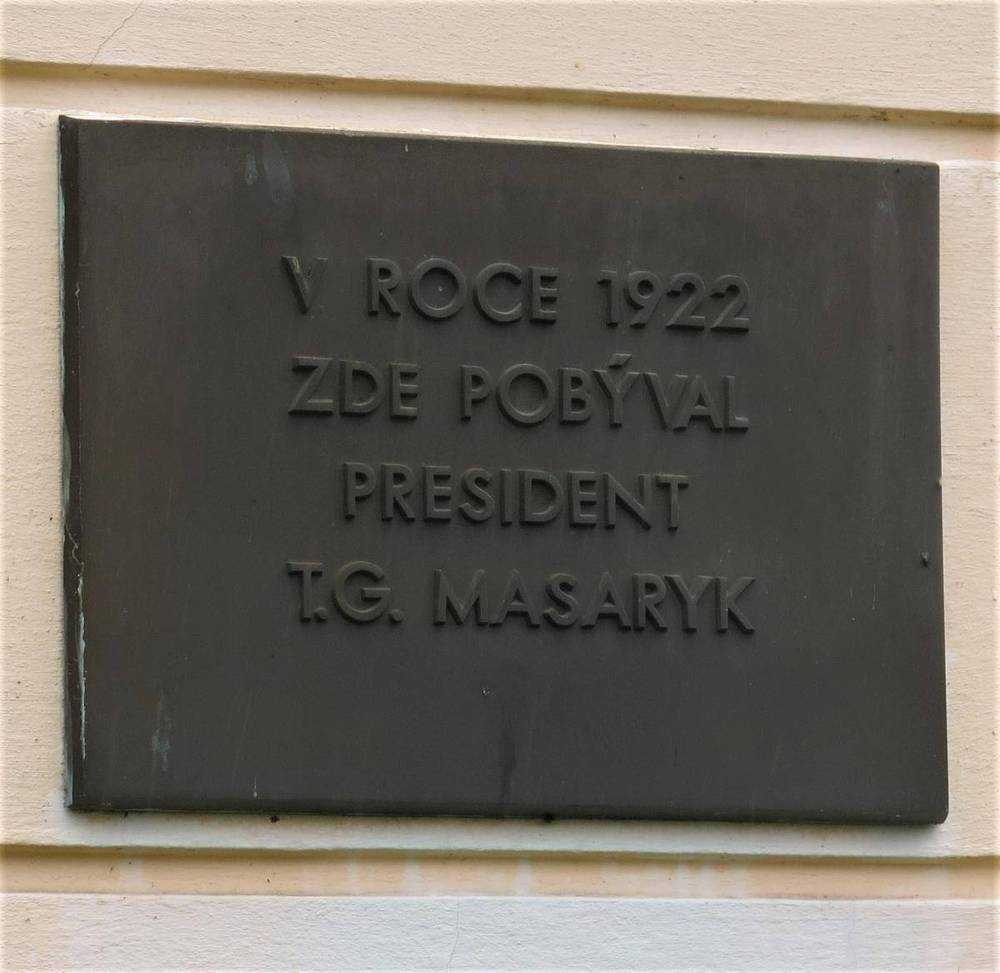 V ROCE 1922
ZDE POBÝVAL
PRESIDENT
T.G. MASARYK